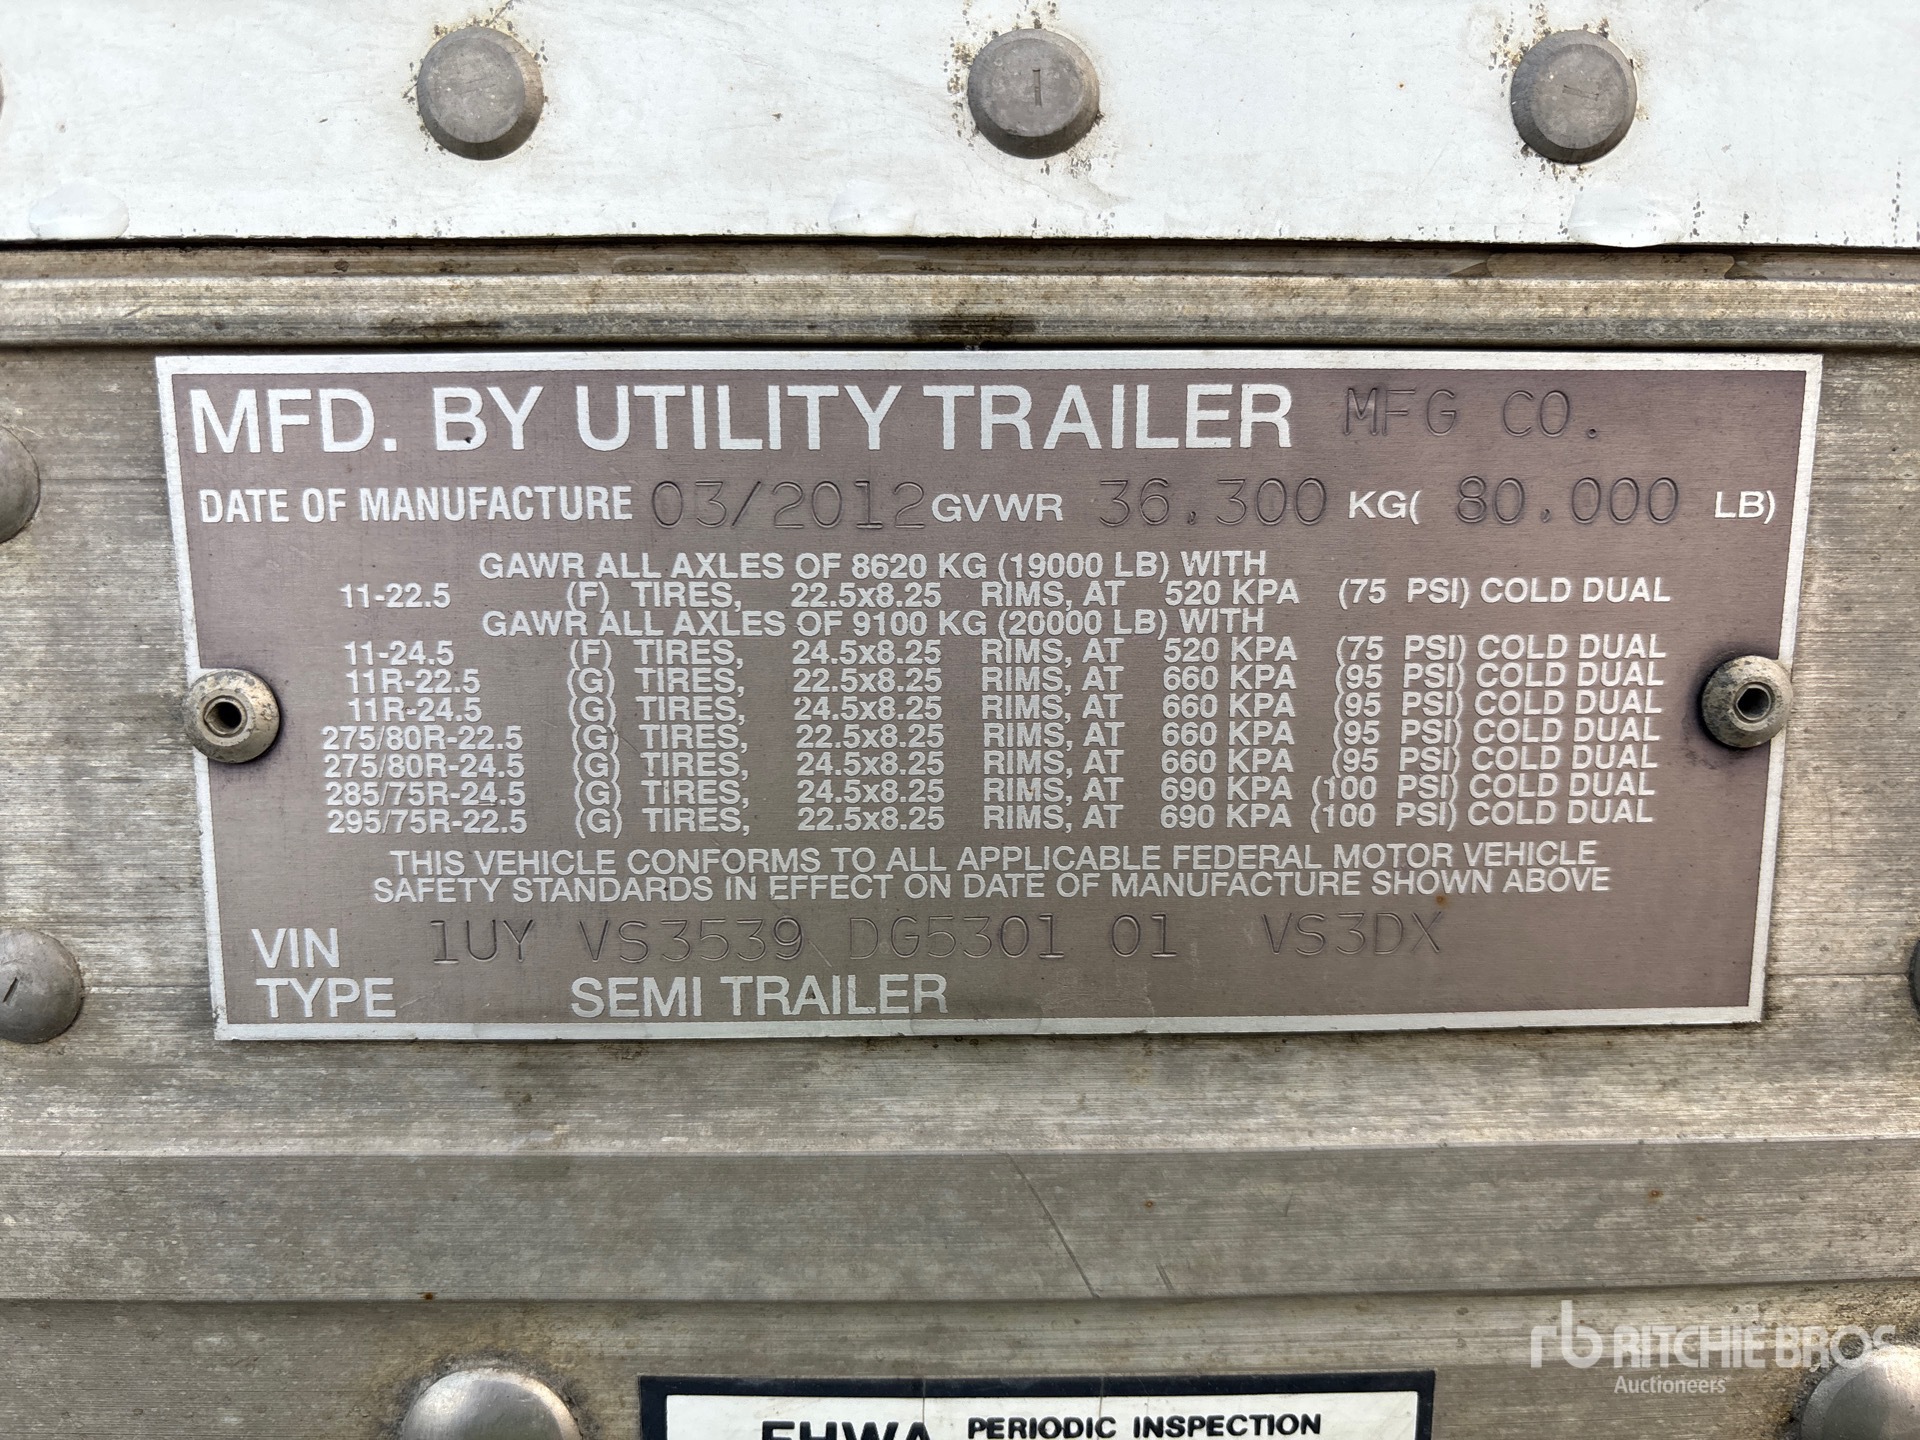 MFD. BY UTILITY TRAILER MFG CO.
DATE OF MANUFACTURE 03/2012 GVWR 36,300 KG( 80,000 LB)
GAWR ALL AXLES OF 8620 KG (19000 LB) WITH
11-22.5 (F) TIRES, 22.5x8.25 RIMS, AT 520 KPA (75 PSI) COLD DUAL
GAWR ALL AXLES OF 9100 KG (20000 LB) WITH
11-24.5 (F) TIRES, 24.5x8.25 RIMS, AT 520 KPA (75 PSI) COLD DUAL
11R-22.5 (G) TIRES, 22.5x8.25 RIMS, AT 660 KPA (95 PSI) COLD DUAL
11R-24.5 (G) TIRES, 24.5x8.25 RIMS, AT 660 KPA (95 PSI) COLD DUAL
275/80R-22.5 (G) TIRES, 22.5x8.25 RIMS, AT 660 KPA (95 PSI) COLD DUAL
275/80R-24.5 (G) TIRES, 24.5x8.25 RIMS, AT 660 KPA (95 PSI) COLD DUAL
285/75R-24.5 (G) TIRES, 24.5x8.25 RIMS, AT 690 KPA (100 PSI) COLD DUAL
295/75R-22.5 (G) TIRES, 22.5x8.25 RIMS, AT 690 KPA (100 PSI) COLD DUAL
THIS VEHICLE CONFORMS TO ALL APPLICABLE FEDERAL MOTOR VEHICLE
SAFETY STANDARDS IN EFFECT ON DATE OF MANUFACTURE SHOWN ABOVE
VIN 1UY VS3539 DG5301 01 VS3DX
TYPE SEMI TRAILER
rb RITCHIE BROS
Auctioneers
FHWA PERIODIC INSPECTION